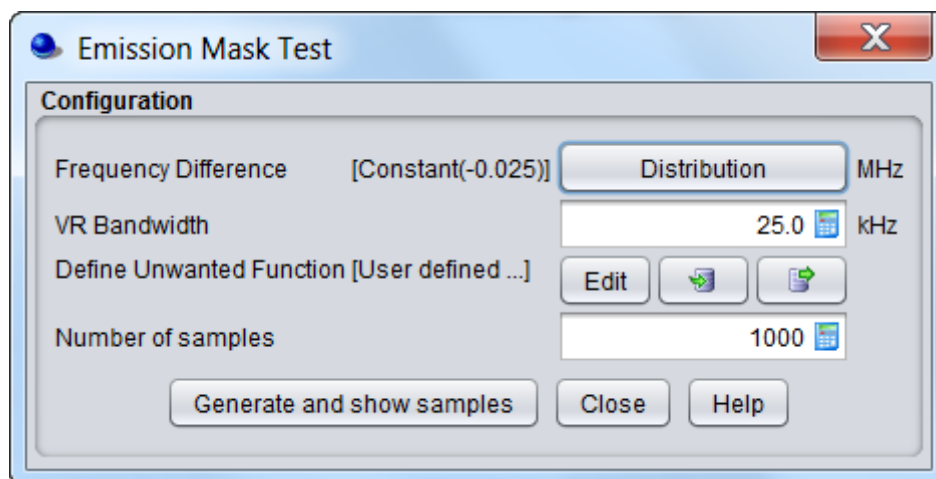 Emission Mask Test
Configuration
Frequency Difference [Constant(-0.025)] Distribution MHz
VR Bandwidth 25.0 kHz
Define Unwanted Function [User defined ...] Edit
Number of samples 1000
Generate and show samples Close Help